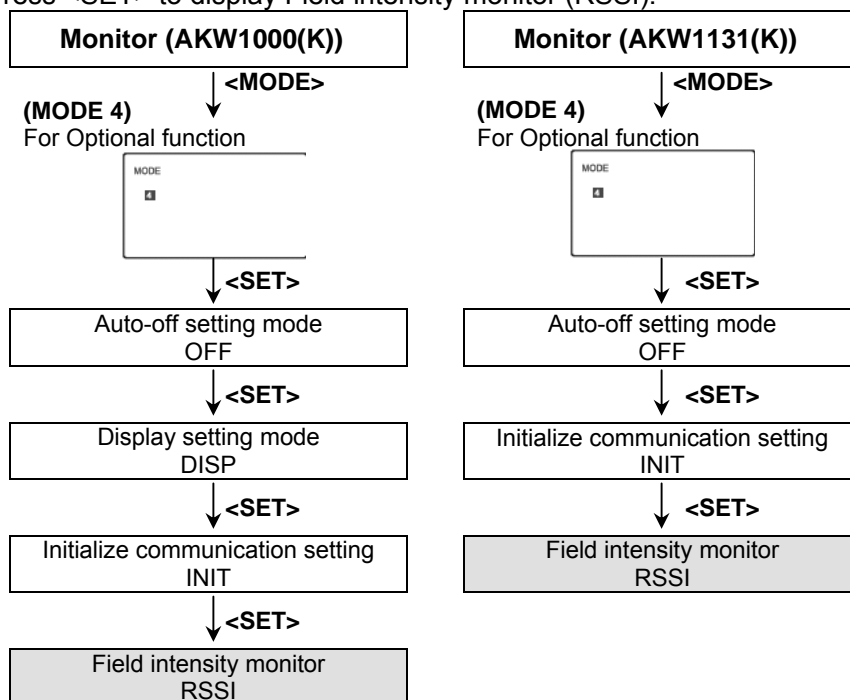 <SET> to display Field intensity monitor (RSSI).
Monitor (AKW1000(K))
<MODE>
(MODE 4)
For Optional function
MODE
4
<SET>
Auto-off setting mode
OFF
<SET>
Display setting mode
DISP
<SET>
Initialize communication setting
INIT
<SET>
Field intensity monitor
RSSI
Monitor (AKW1131(K))
<MODE>
(MODE 4)
For Optional function
MODE
4
<SET>
Auto-off setting mode
OFF
<SET>
Initialize communication setting
INIT
<SET>
Field intensity monitor
RSSI